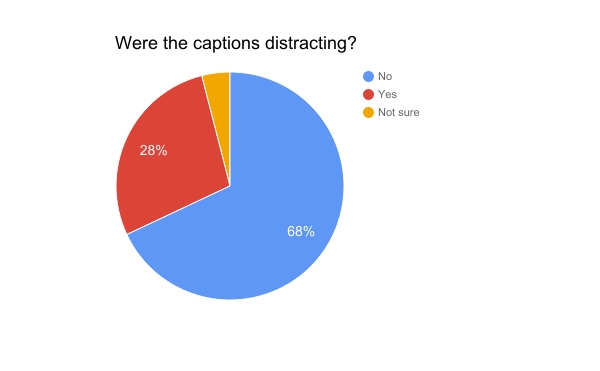 Were the captions distracting?
No
Yes
Not sure
28%
68%